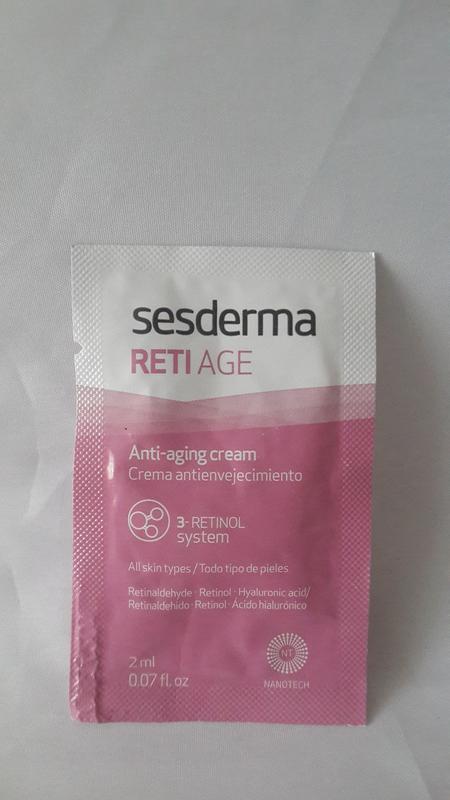 sesderma
RETI AGE
Anti-aging cream
Crema antienvejecimiento
3-RETINOL
system
All skin types / Todo tipo de pieles
Retinaldehyde · Retinol · Hyaluronic acid/
Retinaldehido · Retinol · Ácido hialurónico
2 ml
0.07 fl. oz
NT
NANOTECH